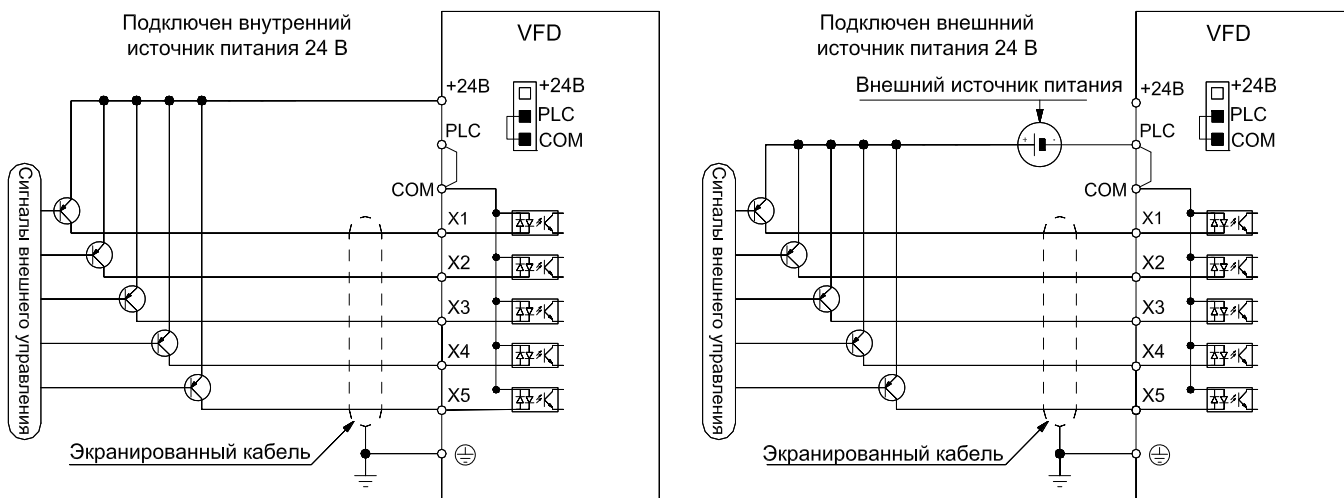 Подключен внутренний
источник питания 24 В
VFD
+24В
+24В
PLC
COM
PLC
COM
X1
X2
X3
X4
X5
Сигналы внешнего управления
Экранированный кабель
Подключен внешнний
источник питания 24 В
VFD
Внешний источник питания
+24В
+24В
PLC
COM
+ -
PLC
COM
X1
X2
X3
X4
X5
Сигналы внешнего управления
Экранированный кабель